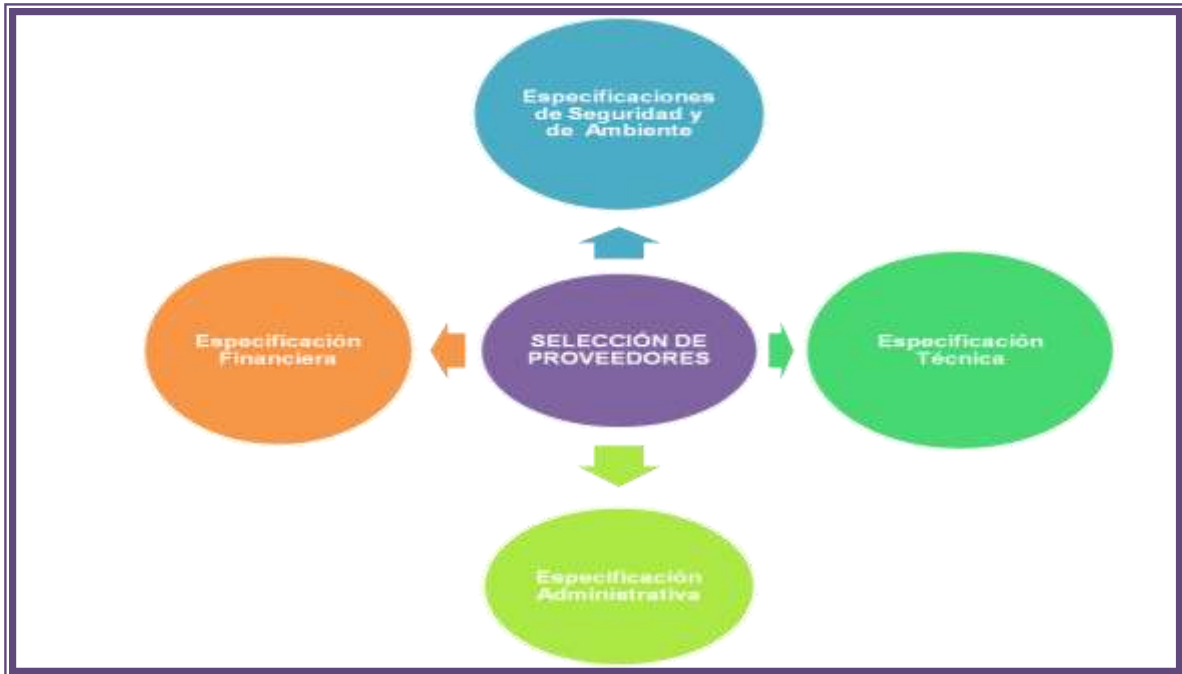 Especificaciones
de Seguridad y
de Ambiente
Especificación
Financiera
SELECCIÓN DE
PROVEEDORES
Especificación
Técnica
Especificación
Administrativa